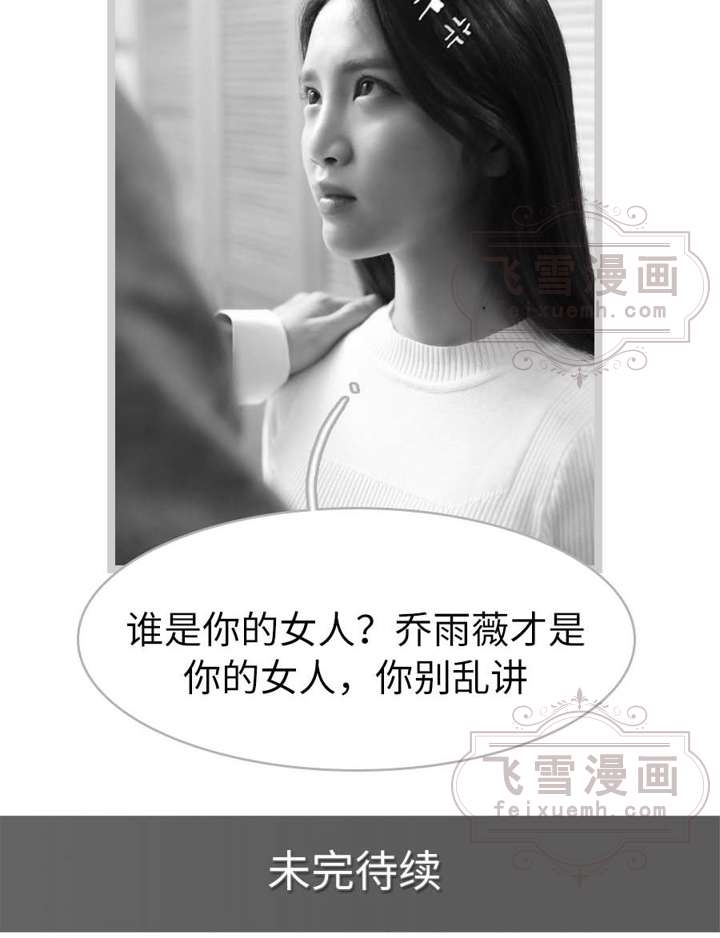 飞雪漫画
feixuemh.com
谁是你的女人？乔雨薇才是
你的女人，你别乱讲
飞雪漫画
feixuemh.com
未完待续